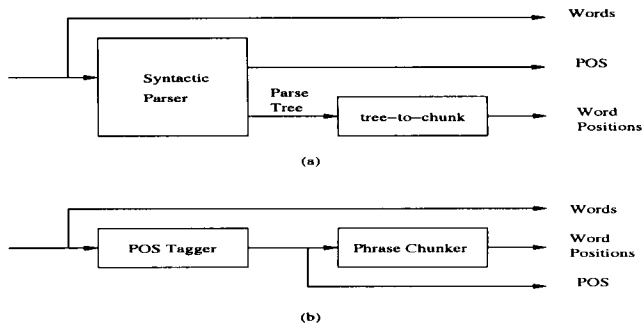 Words
Syntactic
Parser
POS
Parse
Tree
tree-to-chunk
Word
Positions
(a)
Words
POS Tagger
Phrase Chunker
Word
Positions
POS
(b)